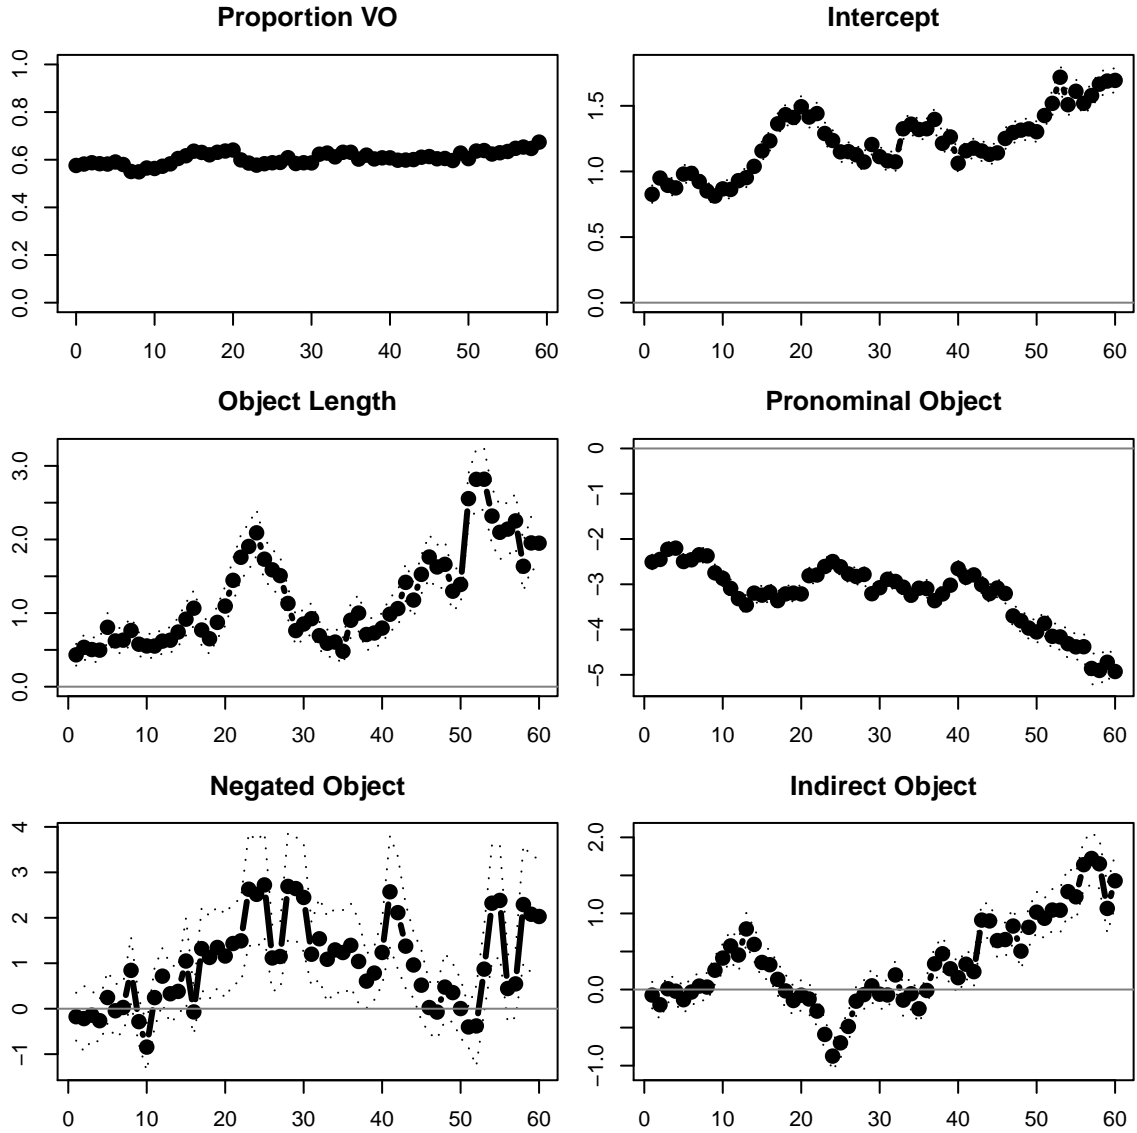 Proportion VO
1.0
0.8
0.6
0.4
0.2
0.0
0 10 20 30 40 50 60
Intercept
1.5
1.0
0.5
0.0
0 10 20 30 40 50 60
Object Length
3.0
2.0
1.0
0.0
0 10 20 30 40 50 60
Pronominal Object
0
−1
−2
−3
−4
−5
0 10 20 30 40 50 60
Negated Object
4
3
2
1
0
−1
0 10 20 30 40 50 60
Indirect Object
2.0
1.0
0.0
−1.0
0 10 20 30 40 50 60